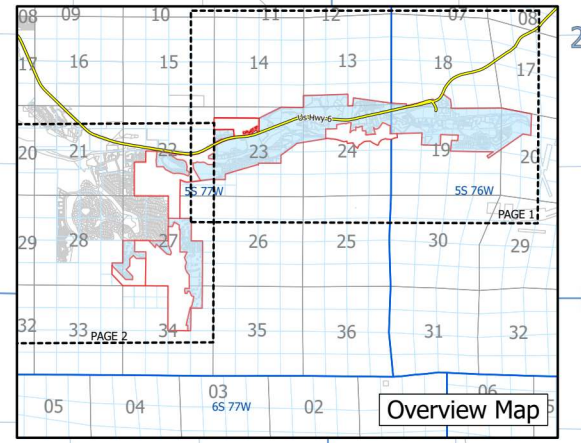 08 09 10 11 12 07 08
2
17 16 15 14 13 18 17
Us Hwy 6
20 21 22 23 24 19 20
5S 77W 5S 76W
PAGE 1
29 28 27 26 25 30 29
32 33 PAGE 2 34 35 36 31 32
03 06
05 04 6S 77W 02 5
Overview Map